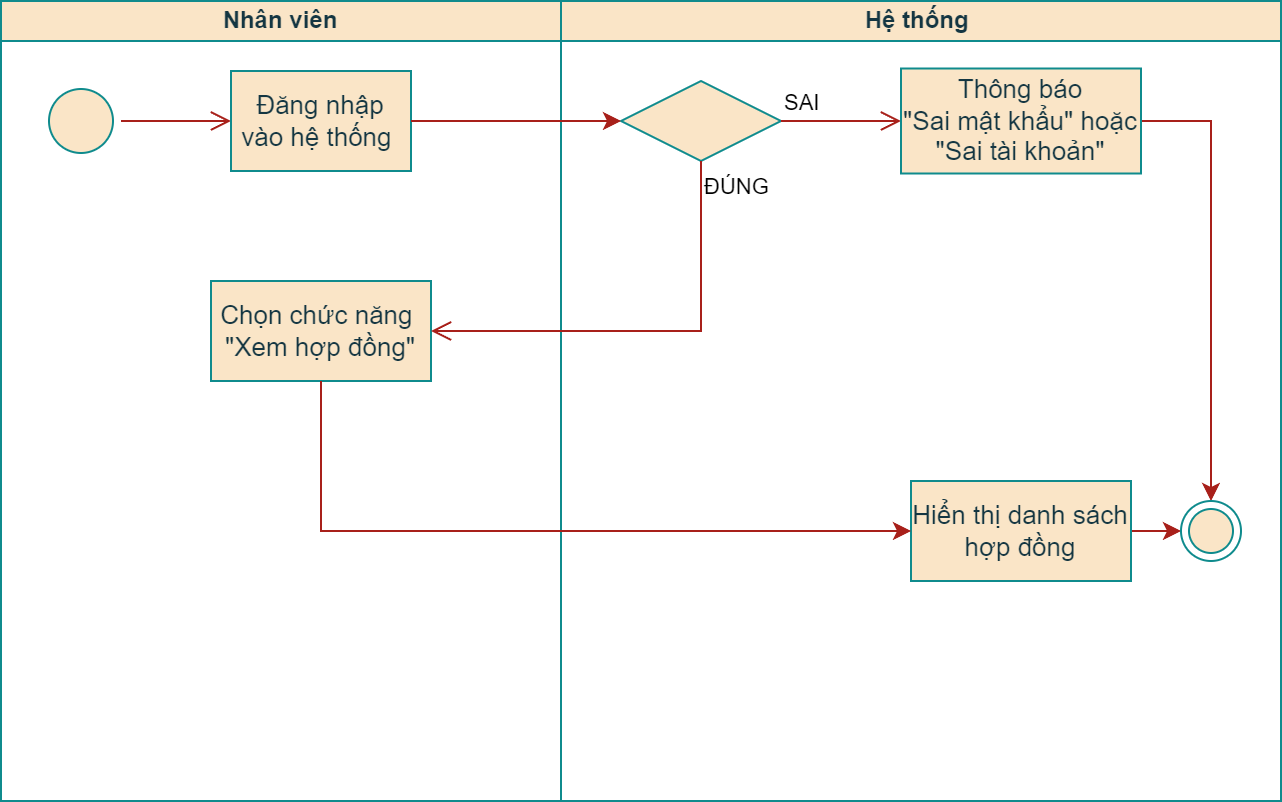 Nhân viên
Hệ thống
Đăng nhập
vào hệ thống
SAI
Thông báo
"Sai mật khẩu" hoặc
"Sai tài khoản"
ĐÚNG
Chọn chức năng
"Xem hợp đồng"
Hiển thị danh sách
hợp đồng